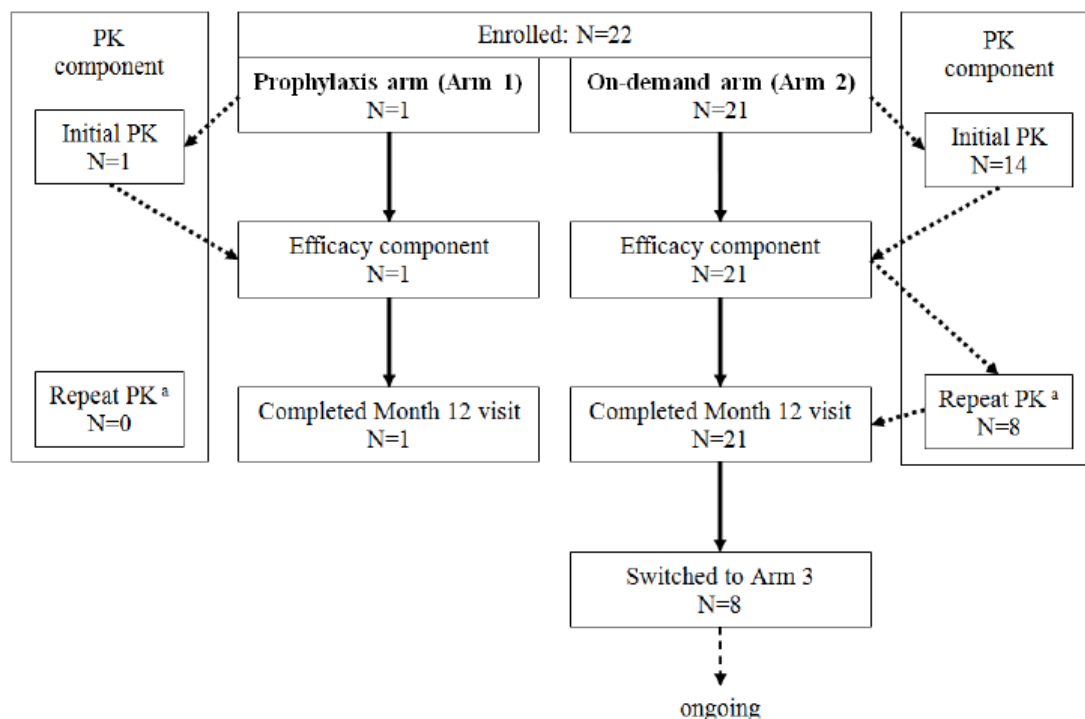 Enrolled: N=22
PK
component
Initial PK
N=1
Repeat PK a
N=0
Prophylaxis arm (Arm 1)
N=1
Efficacy component
N=1
Completed Month 12 visit
N=1
On-demand arm (Arm 2)
N=21
Efficacy component
N=21
Completed Month 12 visit
N=21
Switched to Arm 3
N=8
ongoing
PK
component
Initial PK
N=14
Repeat PK a
N=8